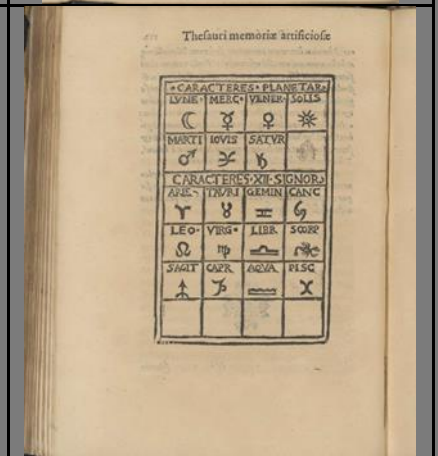 Thesauri memoriæ artificiosæ
•CARACTERES•PLANETAR•
LVNE• MERC• VENER• SOLIS
☾ ☿ ♀ ☼
MARTI IOVIS SATVR
♂ ♃ ♄
CARACTERES•XII•SIGNOR•
ARIE TAURI GEMIN CANC
♈ ♉ ♊ ♋
LEO• VIRG• LIBR SCORP
♌ ♍ ♎ ♏
SAGIT CAPR AQVA PISC
♐ ♑ ♒ ♓